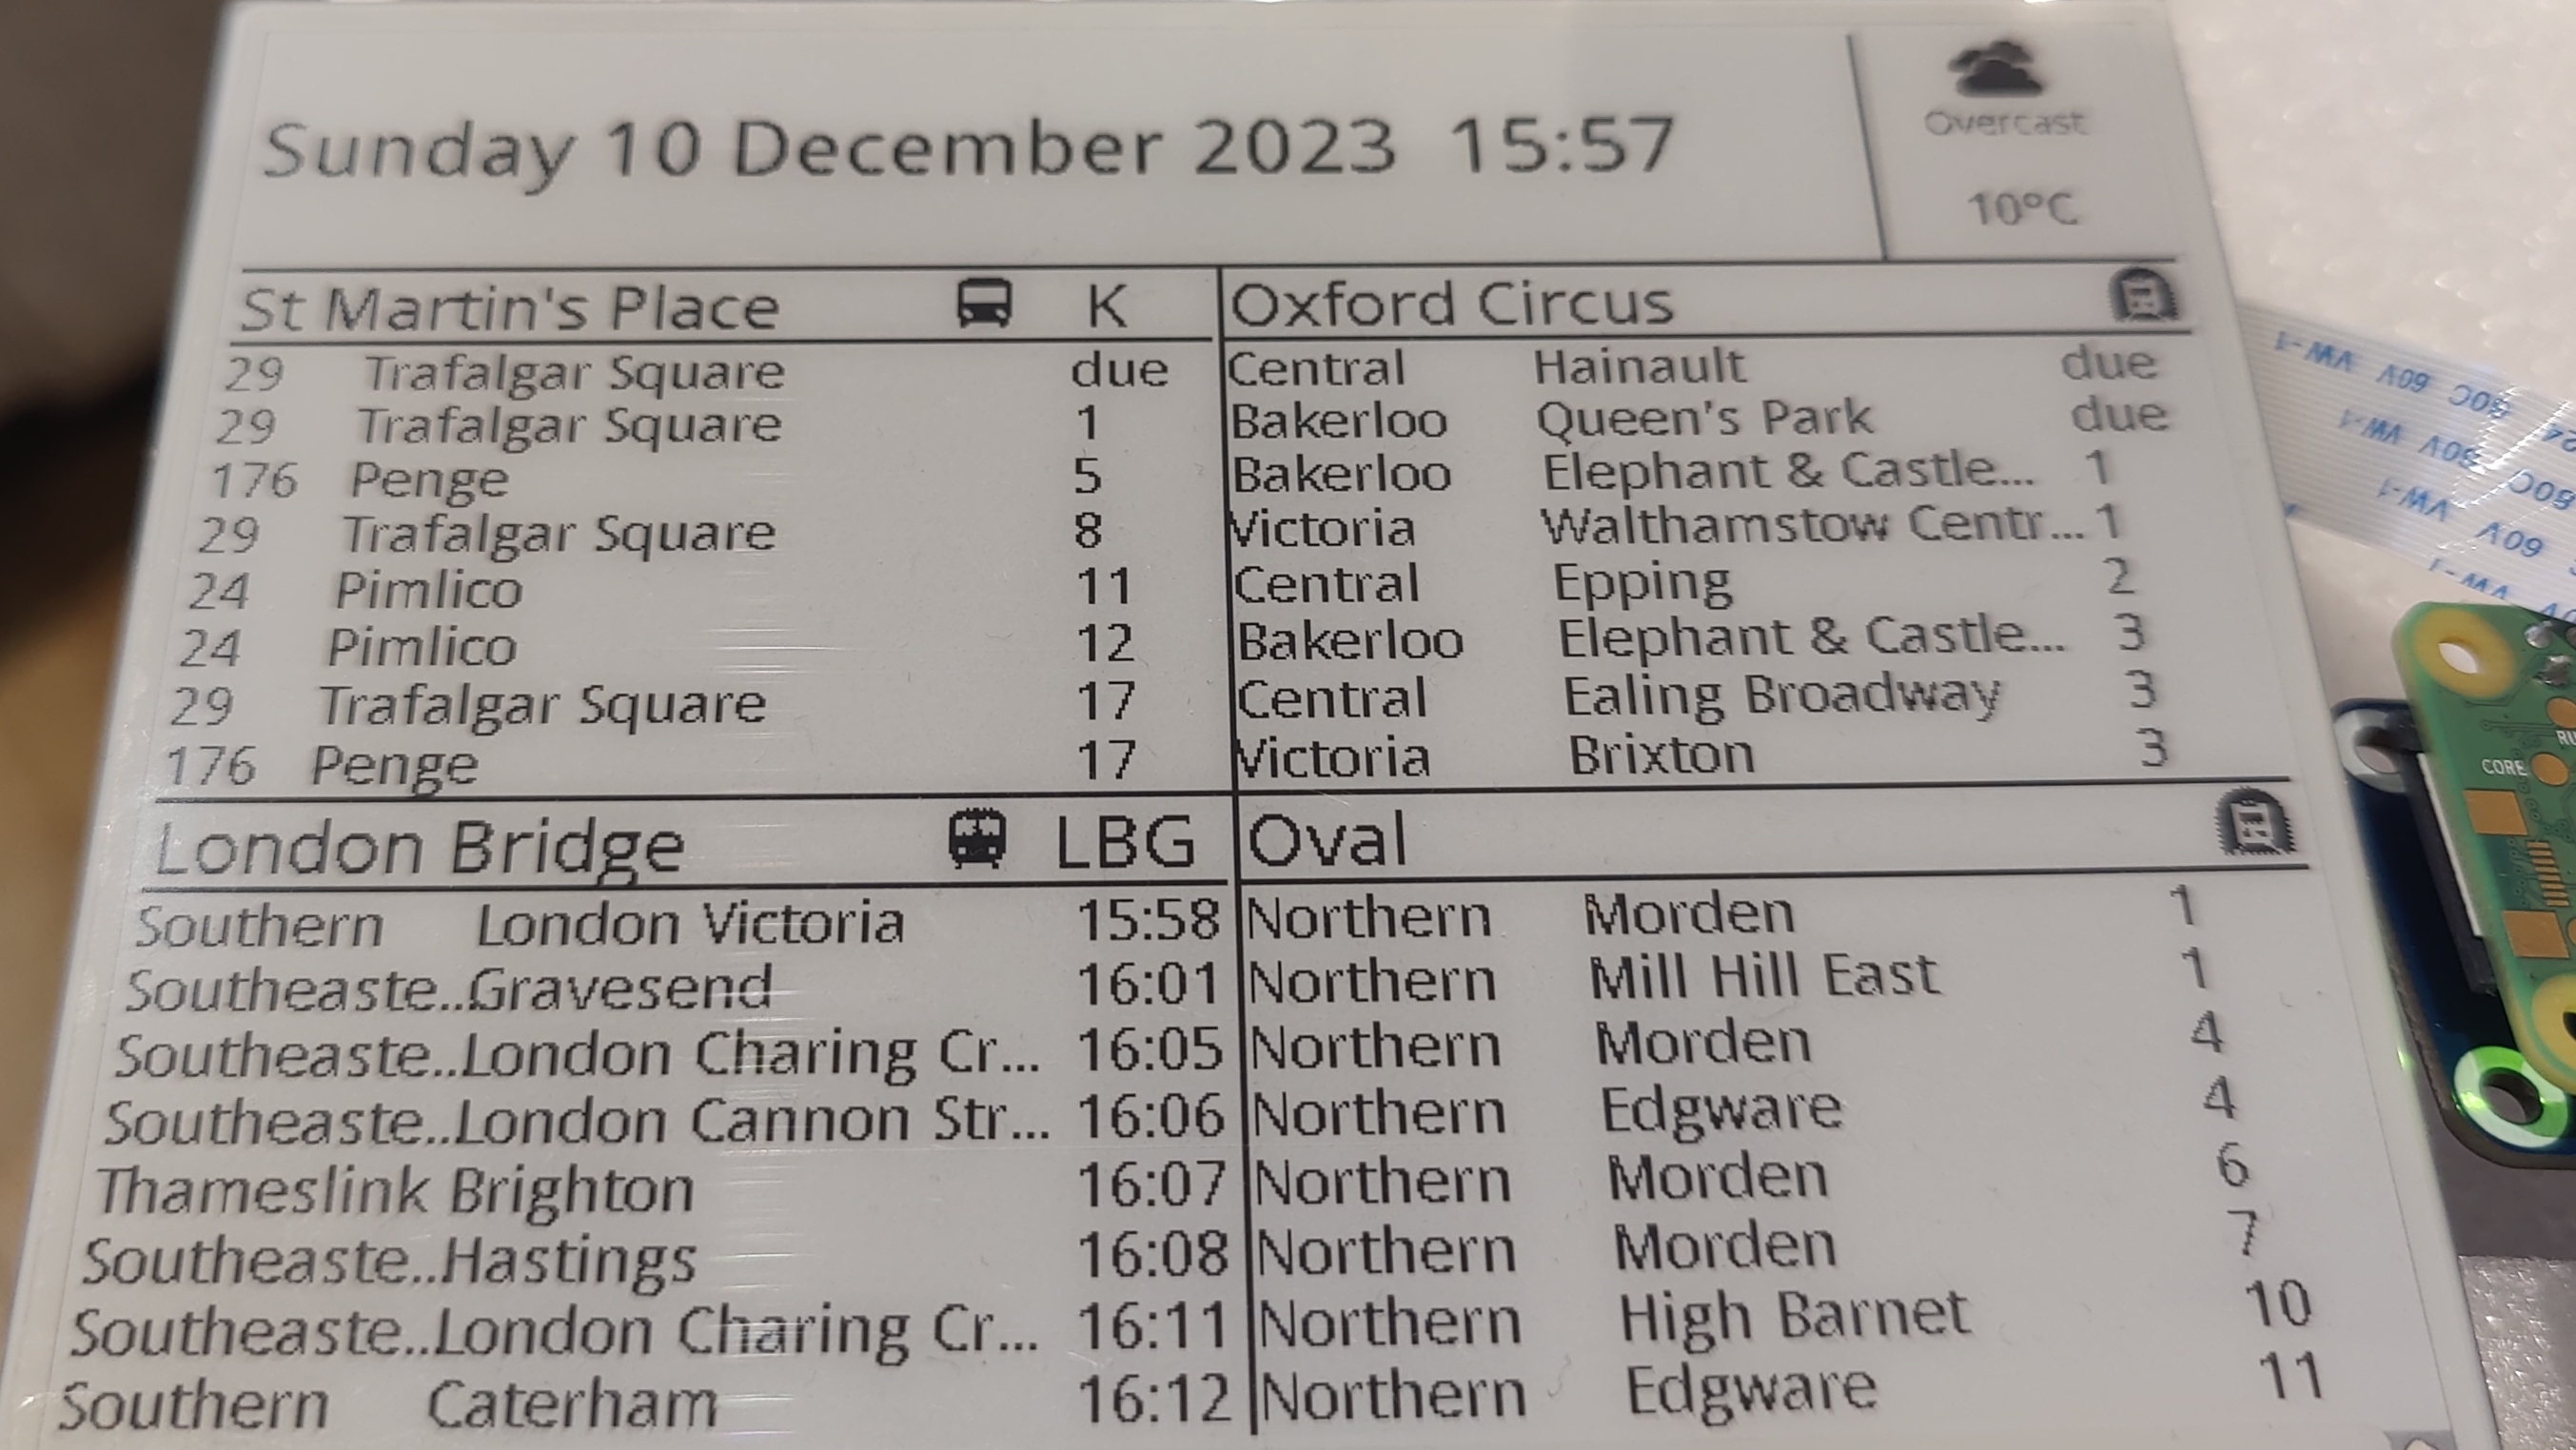 Sunday 10 December 2023 15:57
Overcast
10°C
St Martin's Place K
29 Trafalgar Square due
29 Trafalgar Square 1
176 Penge 5
29 Trafalgar Square 8
24 Pimlico 11
24 Pimlico 12
29 Trafalgar Square 17
176 Penge 17
Oxford Circus
Central Hainault due
Bakerloo Queen's Park due
Bakerloo Elephant & Castle... 1
Victoria Walthamstow Centr... 1
Central Epping 2
Bakerloo Elephant & Castle... 3
Central Ealing Broadway 3
Victoria Brixton 3
London Bridge LBG
Southern London Victoria 15:58
Southeaste..Gravesend 16:01
Southeaste..London Charing Cr... 16:05
Southeaste..London Cannon Str... 16:06
Thameslink Brighton 16:07
Southeaste..Hastings 16:08
Southeaste..London Charing Cr... 16:11
Southern Caterham 16:12
Oval
Northern Morden 1
Northern Mill Hill East 1
Northern Morden 4
Northern Edgware 4
Northern Morden 6
Northern Morden 7
Northern High Barnet 10
Northern Edgware 11
80C 60V VW-1
VW-1
60V
CORE